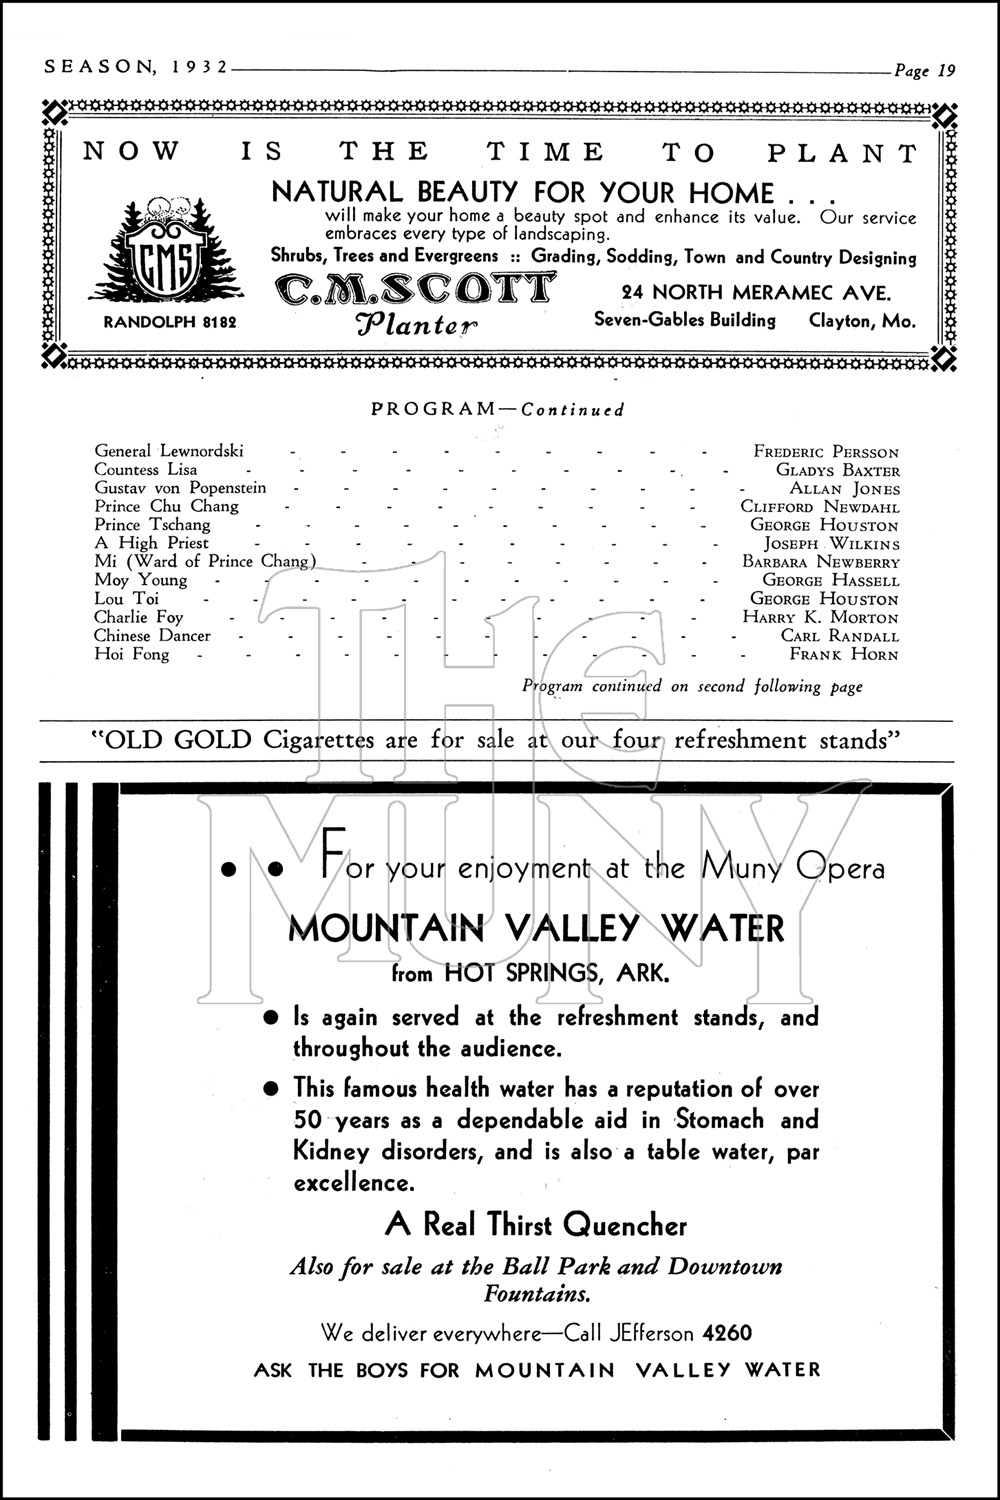 SEASON, 1932 Page 19
NOW IS THE TIME TO PLANT
NATURAL BEAUTY FOR YOUR HOME . . .
will make your home a beauty spot and enhance its value. Our service
embraces every type of landscaping.
Shrubs, Trees and Evergreens :: Grading, Sodding, Town and Country Designing
CMS
C.M.SCOTT
Planter
24 NORTH MERAMEC AVE.
RANDOLPH 8182
Seven-Gables Building Clayton, Mo.
PROGRAM—Continued
General Lewnordski - - - - - - - - - FREDERIC PERSSON
Countess Lisa - - - - - - - - - - GLADYS BAXTER
Gustav von Popenstein - - - - - - - - - - ALLAN JONES
Prince Chu Chang - - - - - - - - - CLIFFORD NEWDAHL
Prince Tschang - - - - - - - - - - GEORGE HOUSTON
A High Priest - - - - - - - - - - JOSEPH WILKINS
Mi (Ward of Prince Chang) - - - - - - - - BARBARA NEWBERRY
Moy Young - - - - - - - - - - - GEORGE HASSELL
Lou Toi - - - - - - - - - - - GEORGE HOUSTON
Charlie Foy - - - - - - - - - - HARRY K. MORTON
Chinese Dancer - - - - - - - - - - - CARL RANDALL
Hoi Fong - - - - - - - - - - - - FRANK HORN
Program continued on second following page
"OLD GOLD Cigarettes are for sale at our four refreshment stands"
THE
MUNY
• • For your enjoyment at the Muny Opera
MOUNTAIN VALLEY WATER
from HOT SPRINGS, ARK.
• Is again served at the refreshment stands, and
throughout the audience.
• This famous health water has a reputation of over
50 years as a dependable aid in Stomach and
Kidney disorders, and is also a table water, par
excellence.
A Real Thirst Quencher
Also for sale at the Ball Park and Downtown
Fountains.
We deliver everywhere—Call JEfferson 4260
ASK THE BOYS FOR MOUNTAIN VALLEY WATER